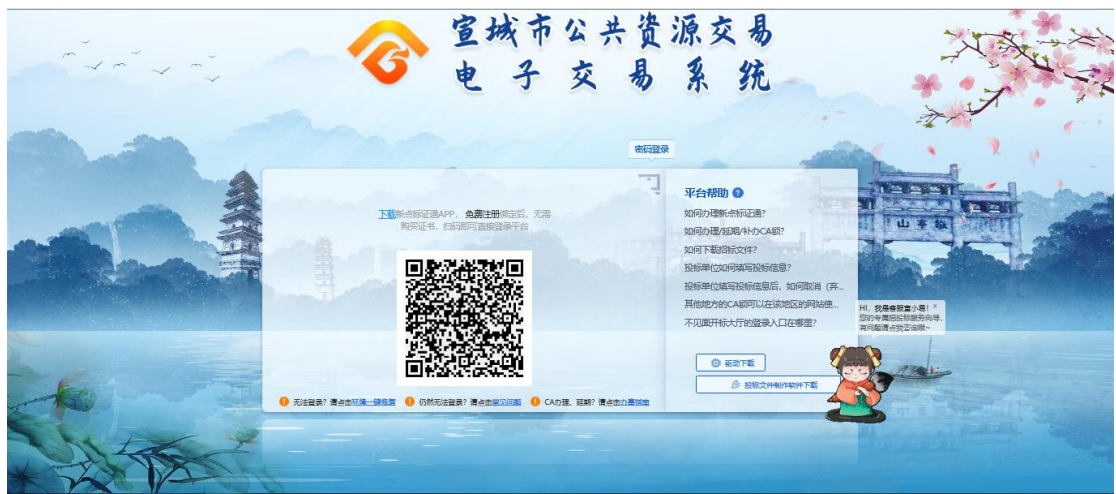 宣城市公共资源交易
电子交易系统
密码登录
下载新点标证通APP，免费注册绑定后，无需
购买证书，扫码即可直接登录平台
无法登录？请点击环境一键修复
仍然无法登录？请点击常见问题
CA办理、延期？请点击办事指南
平台帮助
如何办理新点标证通?
如何办理/延期/补办CA锁?
如何下载招标文件?
投标单位如何填写投标信息?
投标单位填写投标信息后，如何取消（弃...
其他地方的CA锁可以在该地区的网站使...
不见面开标大厅的登录入口在哪里?
驱动下载
投标文件制作软件下载
HI，我是客服宣小易！ ×
您的专属招投标服务向导，
有问题请点我咨询哦~